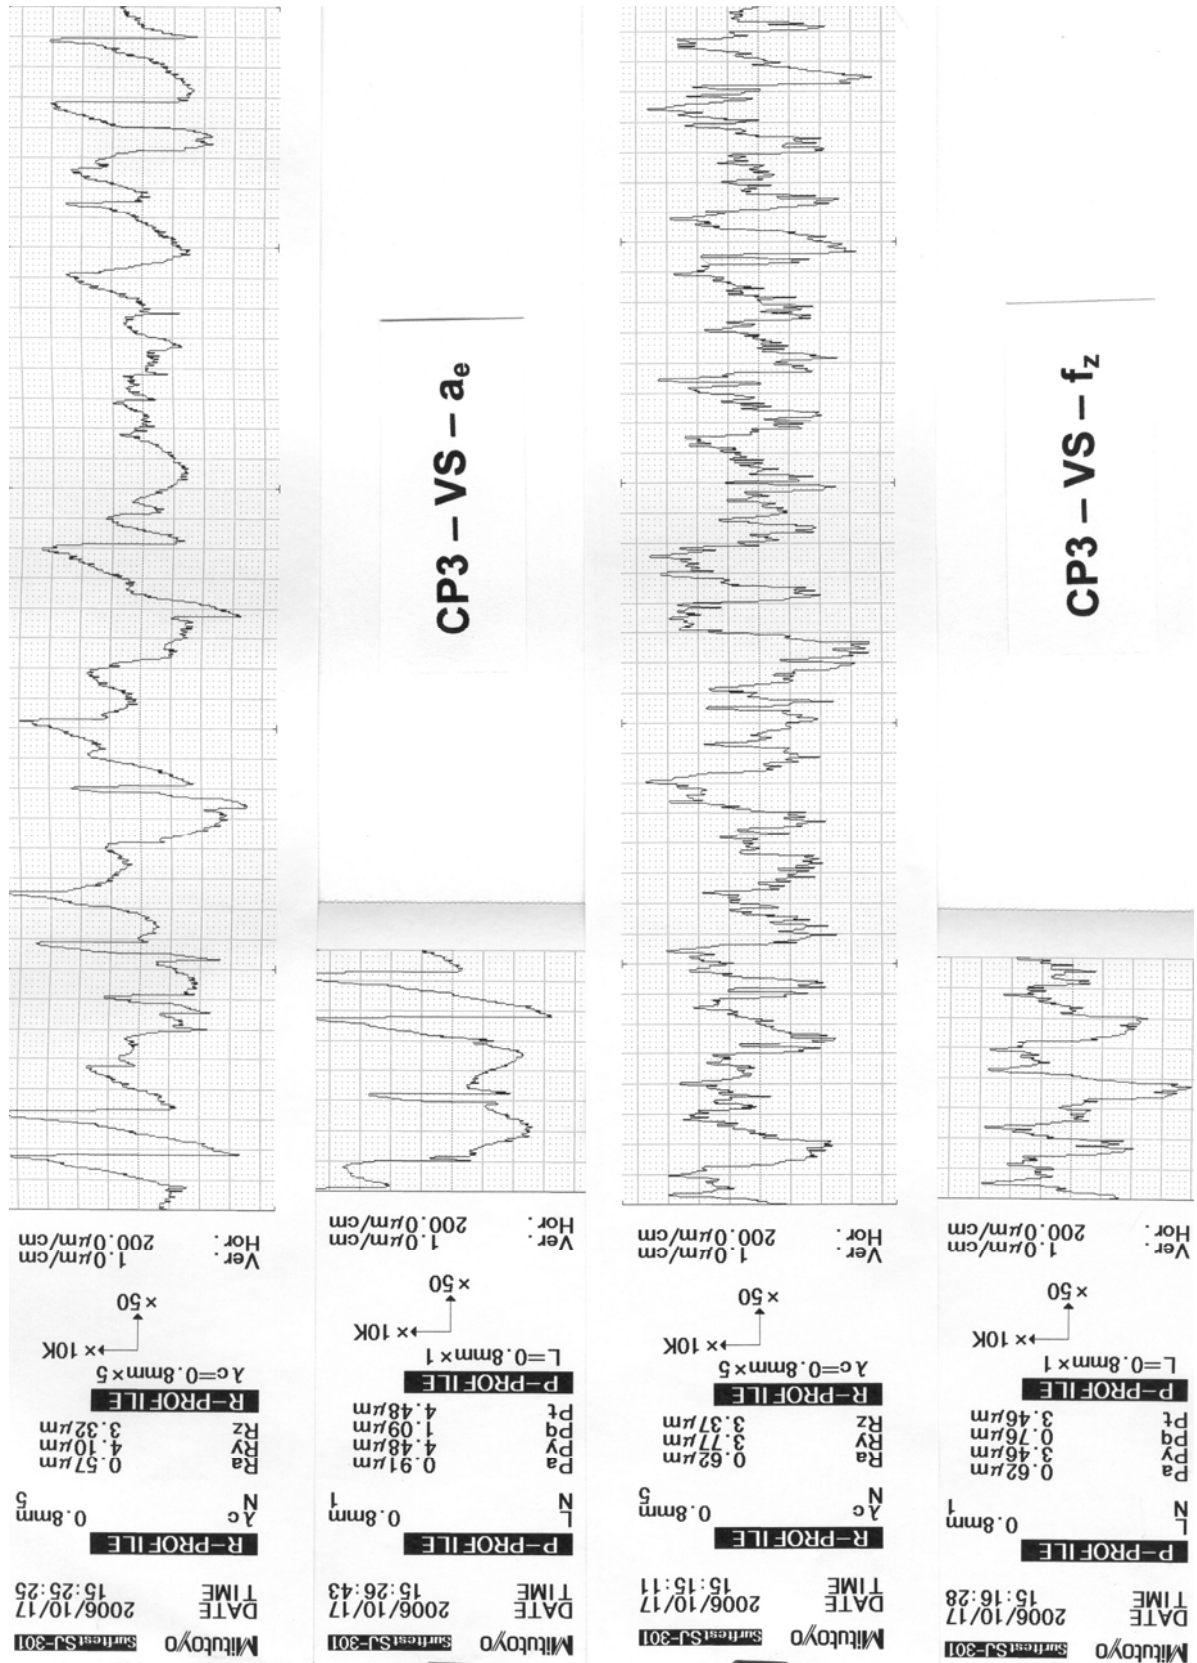 Mitutoyo SurftestSJ-301
DATE 2006/10/17
TIME 15:25:25
R-PROFILE
λc 0.8mm
N 5
Ra 0.57μm
Ry 4.10μm
Rz 3.32μm
R-PROFILE
λc=0.8mm×5
× 10K
× 50
Ver. 1.0μm/cm
Hor. 200.0μm/cm
CP3 – VS – ae
Mitutoyo SurftestSJ-301
DATE 2006/10/17
TIME 15:26:43
P-PROFILE
L 0.8mm
N 1
Pa 0.91μm
Py 4.48μm
Pq 1.09μm
Pt 4.48μm
P-PROFILE
L=0.8mm×1
× 10K
× 50
Ver. 1.0μm/cm
Hor. 200.0μm/cm
Mitutoyo SurftestSJ-301
DATE 2006/10/17
TIME 15:15:11
R-PROFILE
λc 0.8mm
N 5
Ra 0.62μm
Ry 3.77μm
Rz 3.37μm
R-PROFILE
λc=0.8mm×5
× 10K
× 50
Ver. 1.0μm/cm
Hor. 200.0μm/cm
CP3 – VS – fz
Mitutoyo SurftestSJ-301
DATE 2006/10/17
TIME 15:16:28
P-PROFILE
L 0.8mm
N 1
Pa 0.62μm
Py 3.46μm
Pq 0.76μm
Pt 3.46μm
P-PROFILE
L=0.8mm×1
× 10K
× 50
Ver. 1.0μm/cm
Hor. 200.0μm/cm